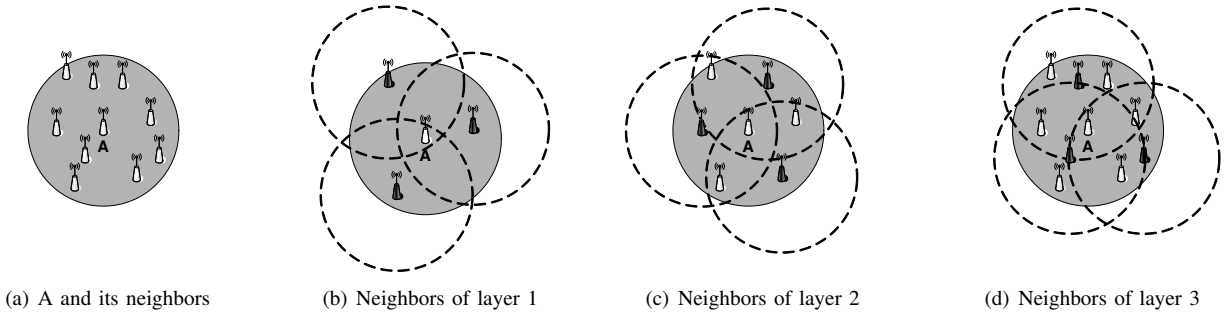 A
A
A
A
(a) A and its neighbors
(b) Neighbors of layer 1
(c) Neighbors of layer 2
(d) Neighbors of layer 3